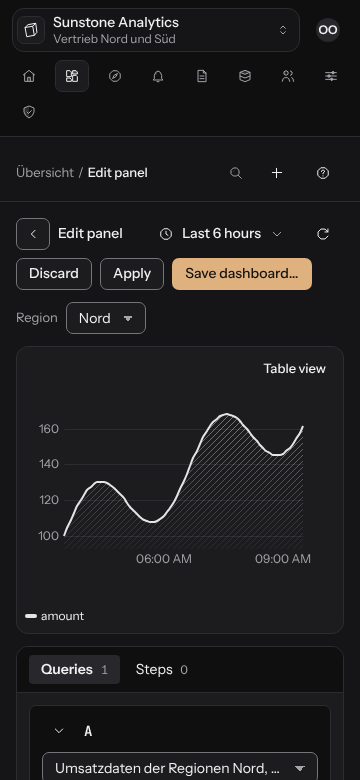 Sunstone Analytics
Vertrieb Nord und Süd
OO
Übersicht / Edit panel
Edit panel
Last 6 hours
Discard
Apply
Save dashboard...
Region
Nord
Table view
160
140
120
100
06:00 AM
09:00 AM
amount
Queries 1
Steps 0
A
Umsatzdaten der Regionen Nord, ...